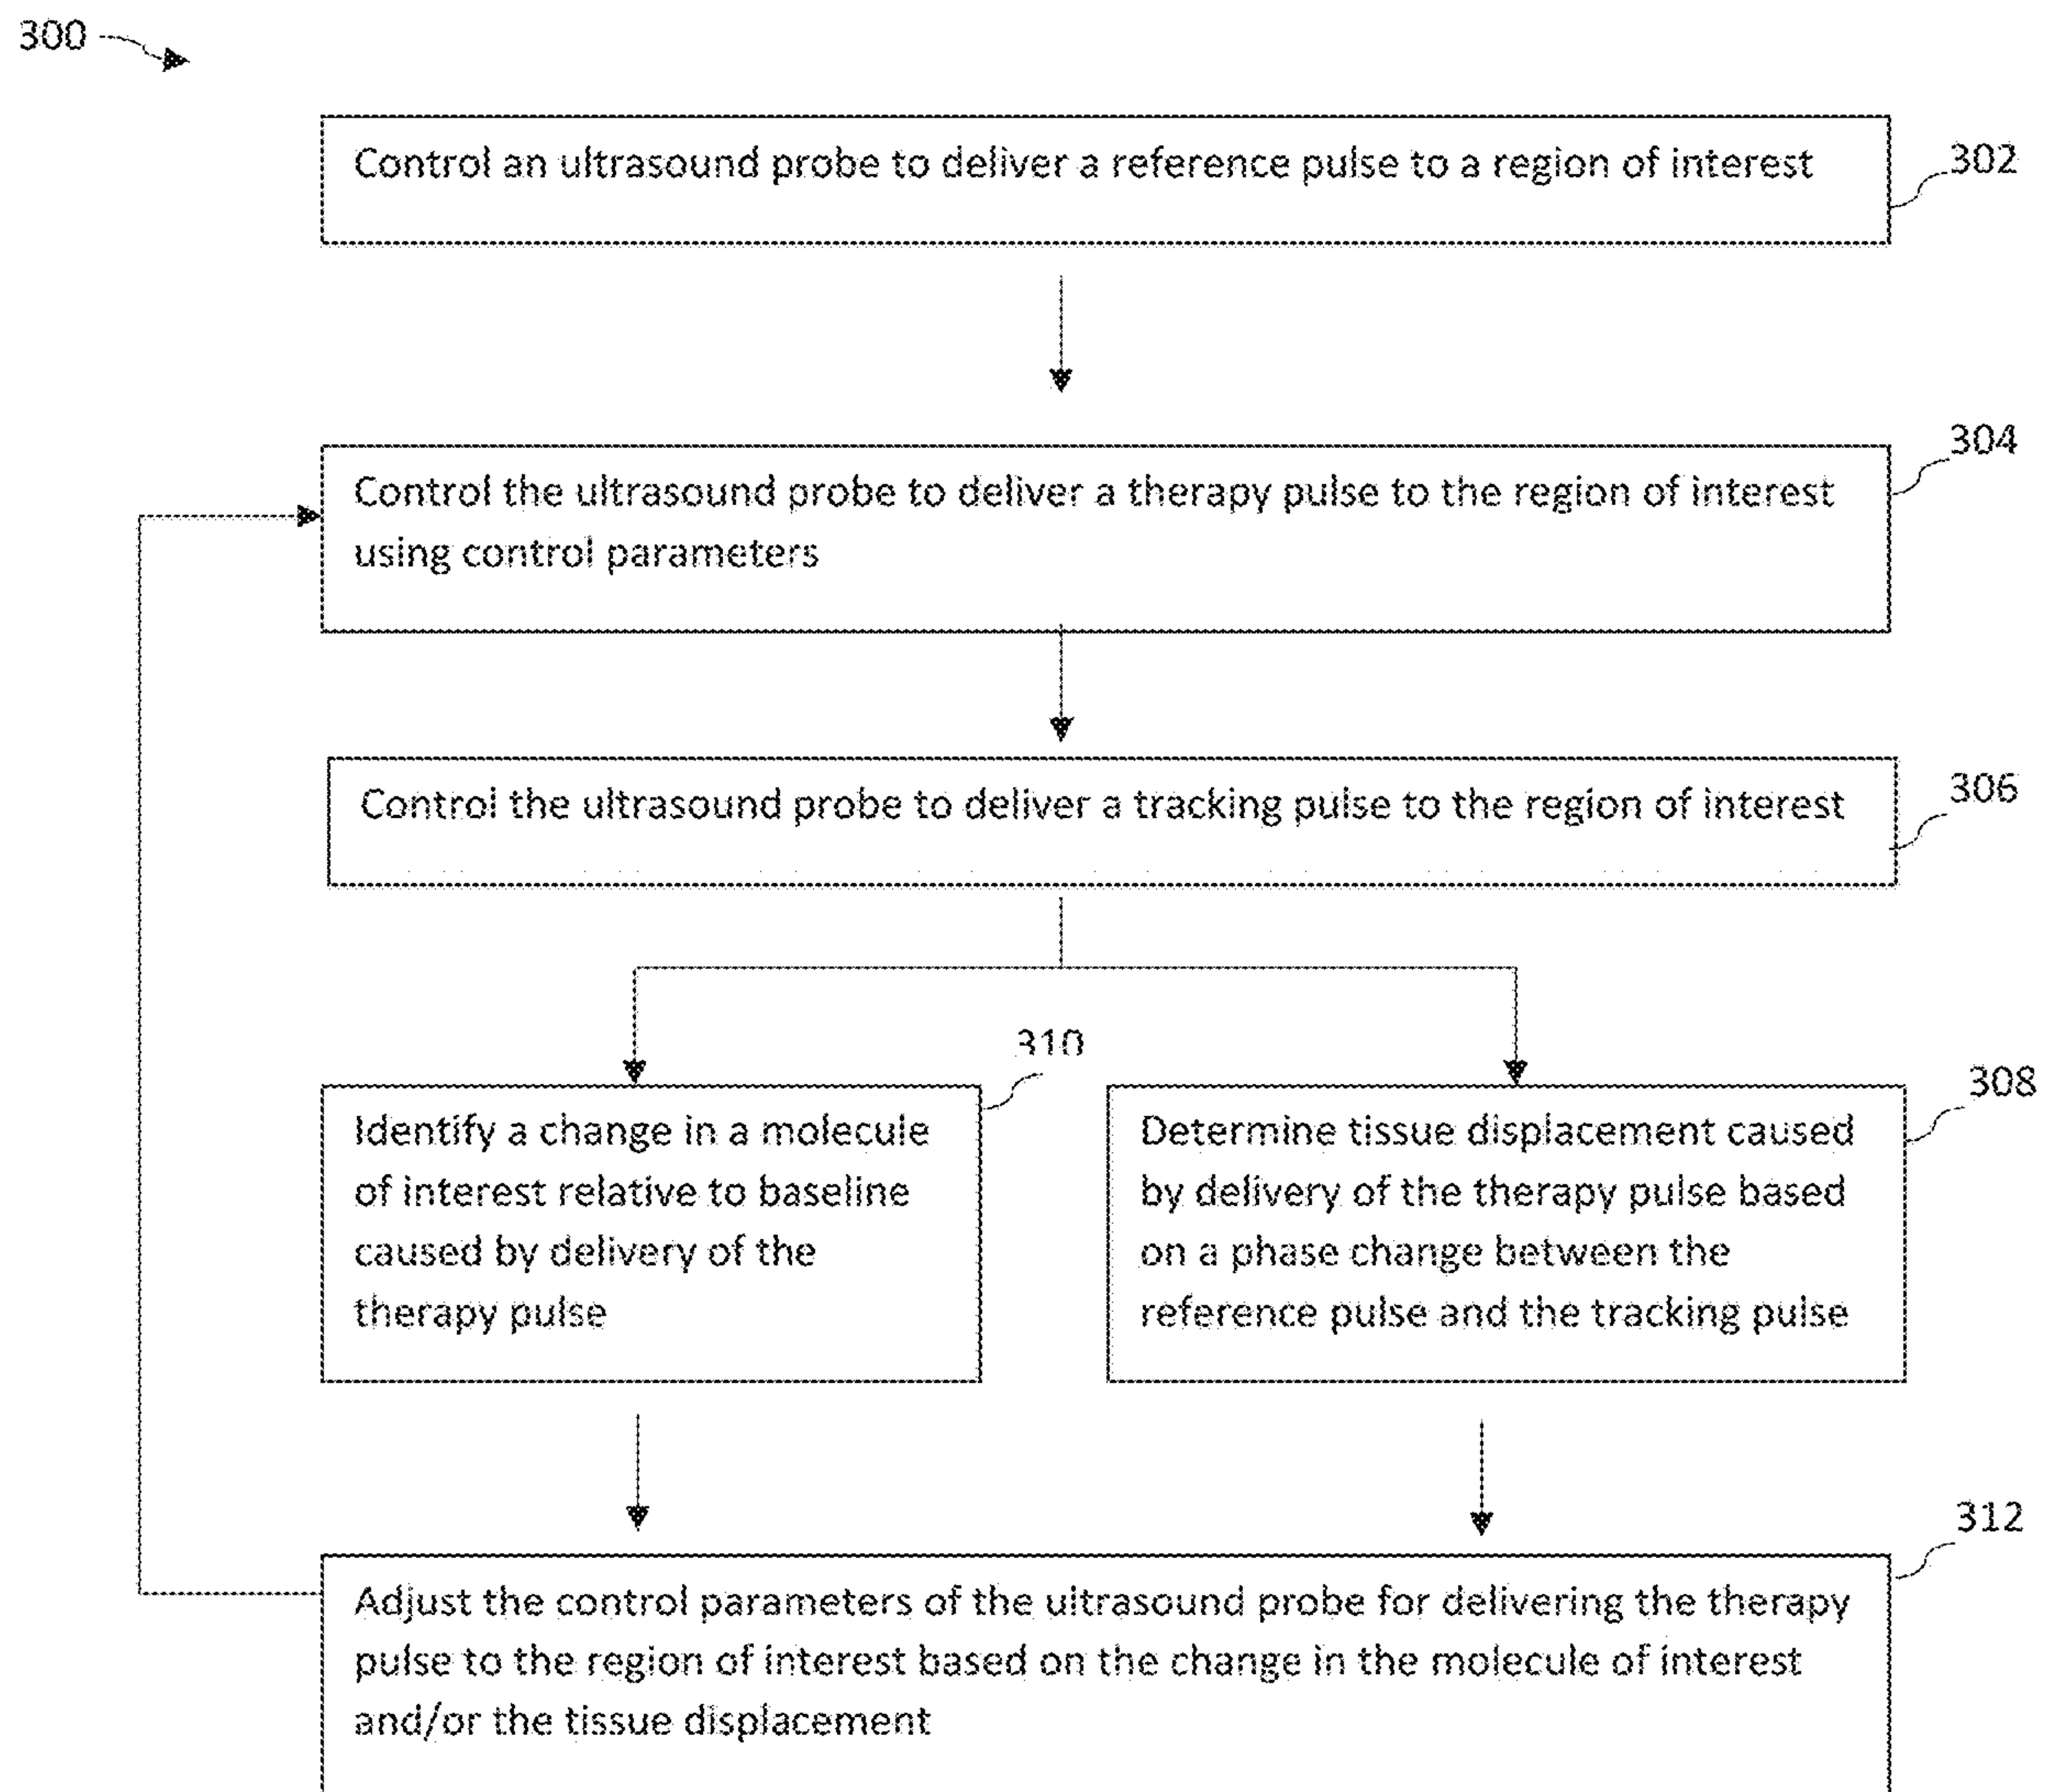 300
Control an ultrasound probe to deliver a reference pulse to a region of interest
302
304
Control the ultrasound probe to deliver a therapy pulse to the region of interest
using control parameters
306
Control the ultrasound probe to deliver a tracking pulse to the region of interest
310
Identify a change in a molecule
of interest relative to baseline
caused by delivery of the
therapy pulse
308
Determine tissue displacement caused
by delivery of the therapy pulse based
on a phase change between the
reference pulse and the tracking pulse
312
Adjust the control parameters of the ultrasound probe for delivering the therapy
pulse to the region of interest based on the change in the molecule of interest
and/or the tissue displacement